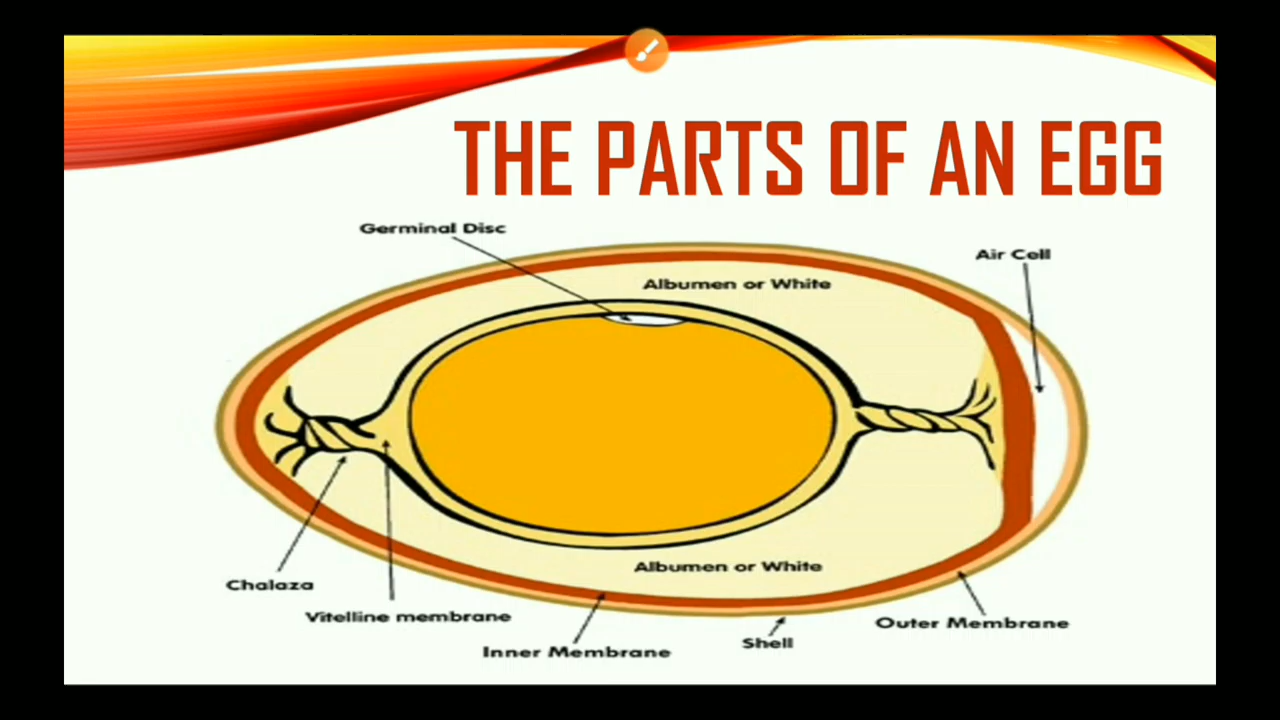 THE PARTS OF AN EGG
Germinal Disc
Air Cell
Albumen or White
Albumen or White
Chalaza
Vitelline membrane
Outer Membrane
Shell
Inner Membrane